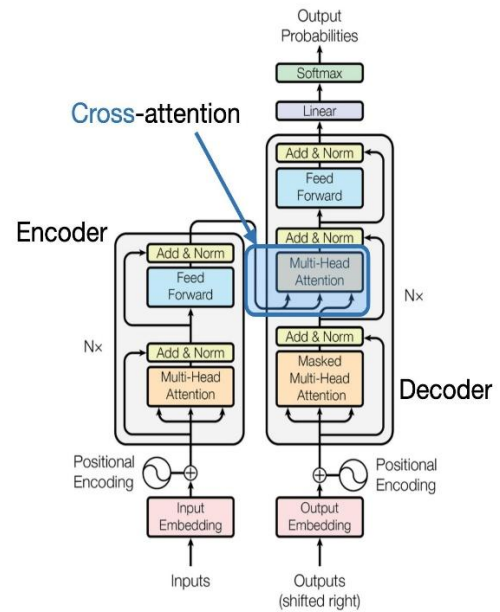 Output
Probabilities
Softmax
Linear
Cross-attention
Add & Norm
Feed
Forward
Add & Norm
Multi-Head
Attention
Nx
Add & Norm
Masked
Multi-Head
Attention
Decoder
Encoder
Add & Norm
Feed
Forward
Nx
Add & Norm
Multi-Head
Attention
Positional
Encoding
Positional
Encoding
Input
Embedding
Output
Embedding
Inputs
Outputs
(shifted right)